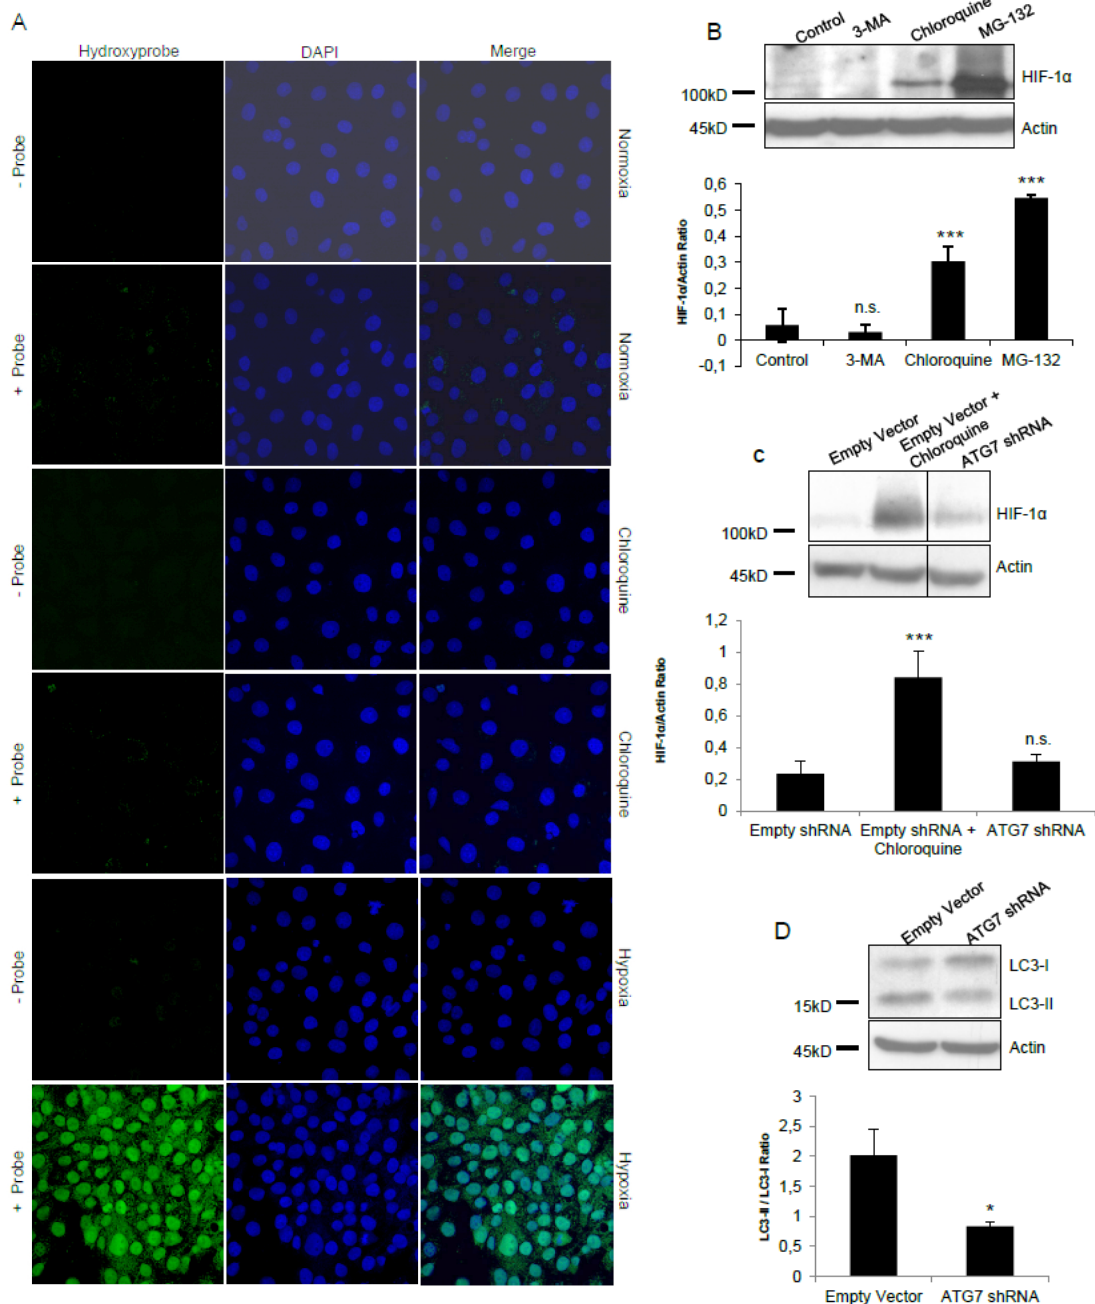 A
Hydroxyprobe DAPI Merge
- Probe
Normoxia
+ Probe
Normoxia
- Probe
Chloroquine
+ Probe
Chloroquine
- Probe
Hypoxia
+ Probe
Hypoxia
B
Control 3-MA Chloroquine MG-132
HIF-1α
100kD
45kD
Actin
HIF-1α/Actin Ratio
0,6
0,5
0,4
0,3
0,2
0,1
0
-0,1
n.s.
***
***
Control 3-MA Chloroquine MG-132
C
Empty Vector
Empty Vector +
Chloroquine
ATG7 shRNA
HIF-1α
100kD
45kD
Actin
HIF-1α/Actin Ratio
1,2
1
0,8
0,6
0,4
0,2
0
***
n.s.
Empty shRNA
Empty shRNA +
Chloroquine
ATG7 shRNA
D
Empty Vector
ATG7 shRNA
LC3-I
15kD
LC3-II
45kD
Actin
LC3-II / LC3-I Ratio
3
2,5
2
1,5
1
0,5
0
*
Empty Vector ATG7 shRNA